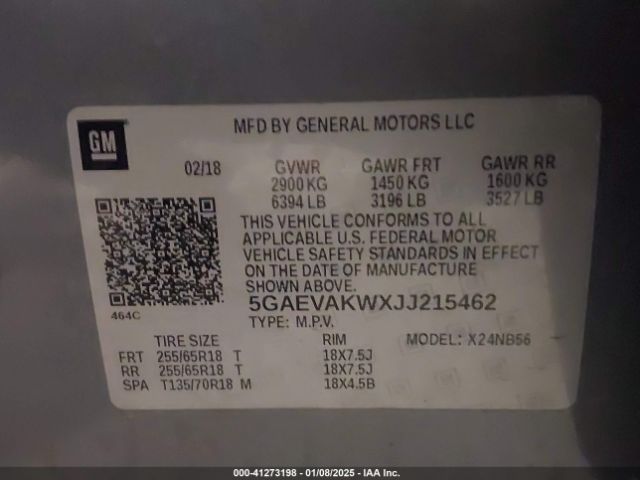 GM
MFD BY GENERAL MOTORS LLC
02/18 GVWR GAWR FRT GAWR RR
2900 KG 1450 KG 1600 KG
6394 LB 3196 LB 3527 LB
THIS VEHICLE CONFORMS TO ALL
APPLICABLE U.S. FEDERAL MOTOR
VEHICLE SAFETY STANDARDS IN EFFECT
ON THE DATE OF MANUFACTURE
SHOWN ABOVE.
464C 5GAEVAKWXJJ215462
TYPE: M.P.V.
TIRE SIZE RIM MODEL: X24NB56
FRT 255/65R18 T 18X7.5J
RR 255/65R18 T 18X7.5J
SPA T135/70R18 M 18X4.5B
000-41273198 - 01/08/2025 - IAA Inc.